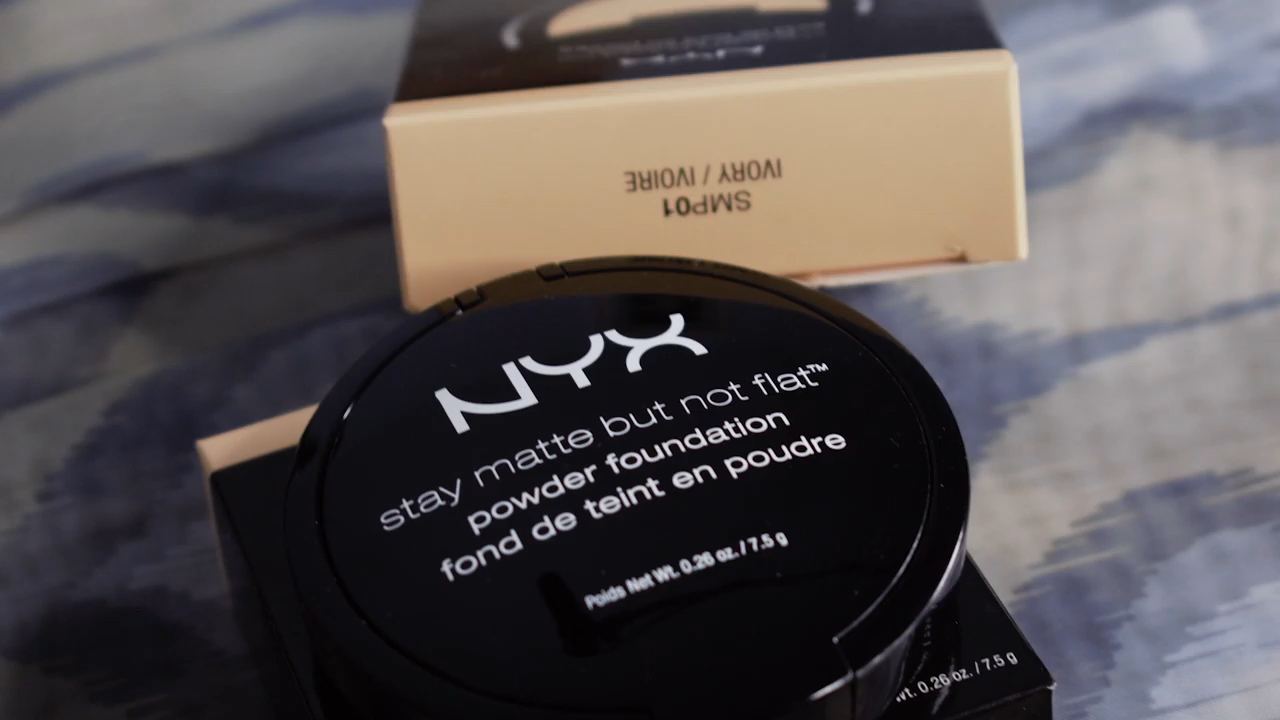 IVORY / IVOIRE
SMP01
NYX
stay matte but not flat™
powder foundation
fond de teint en poudre
Poids Net Wt. 0.26 oz. / 7.5 g
Wt. 0.26 oz. / 7.5 g